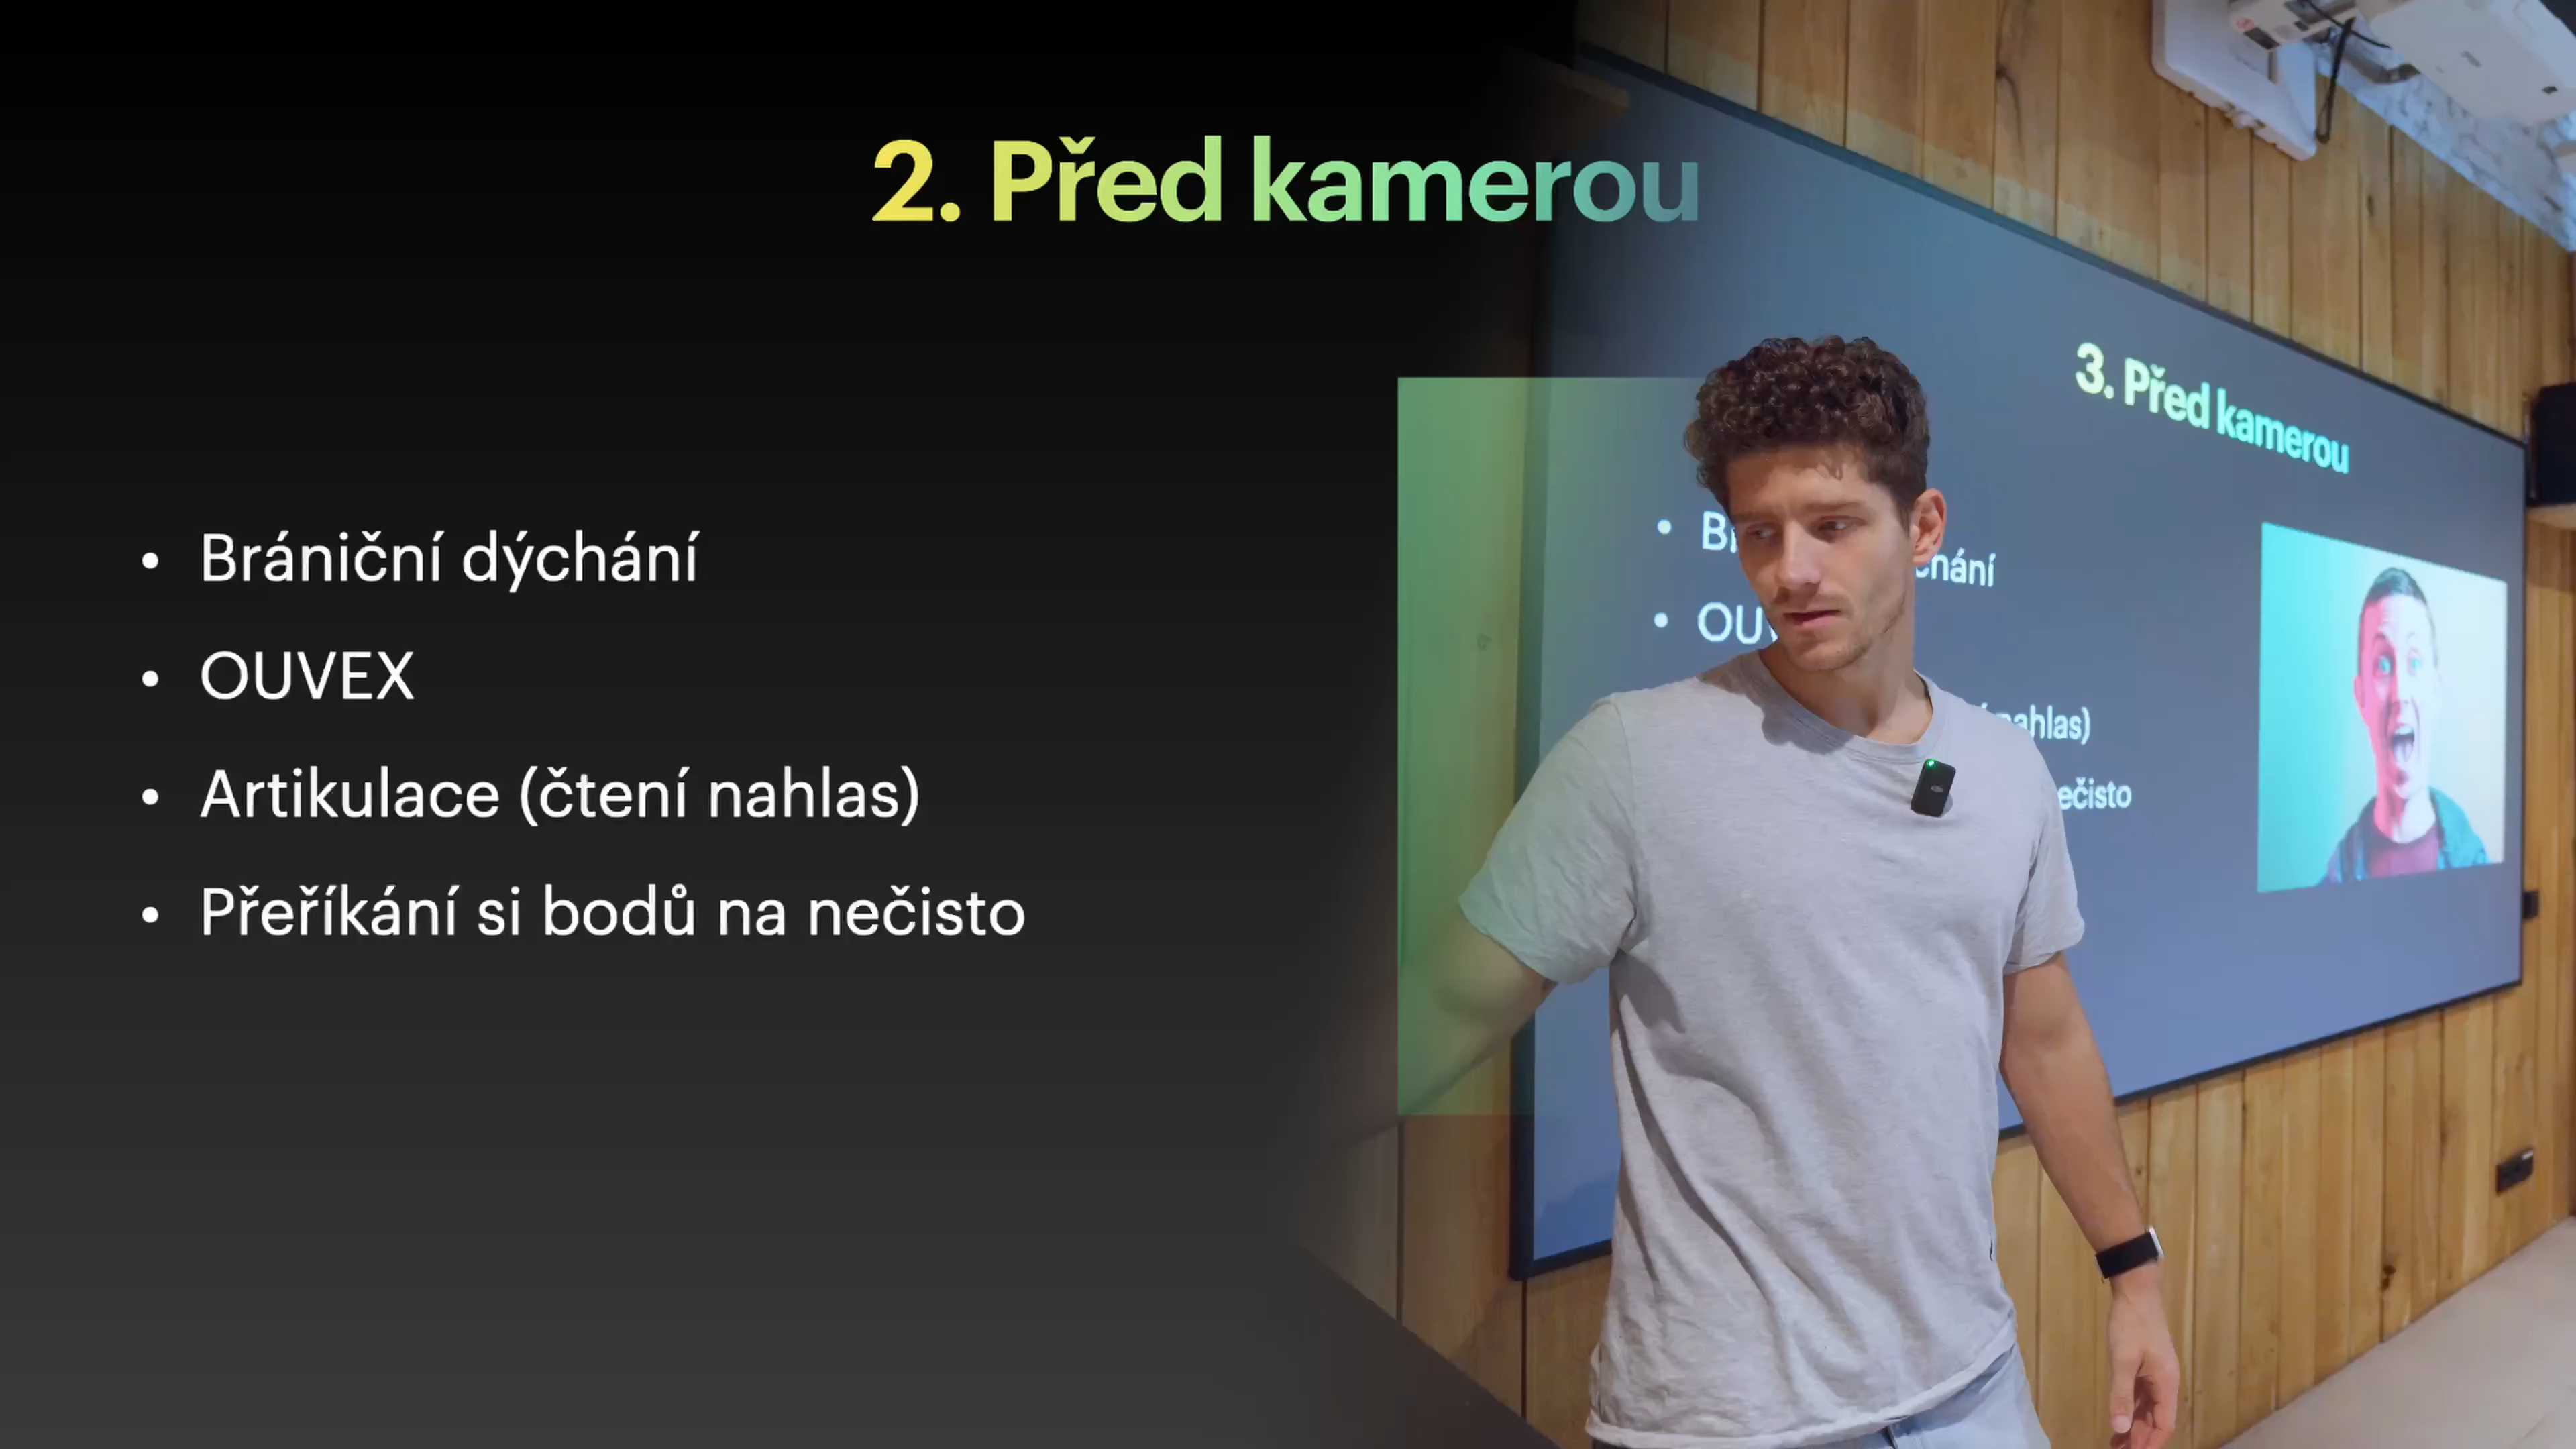 2. Před kamerou
• Brániční dýchání
• OUVEX
• Artikulace (čtení nahlas)
• Přeříkání si bodů na nečisto
3. Před kamerou